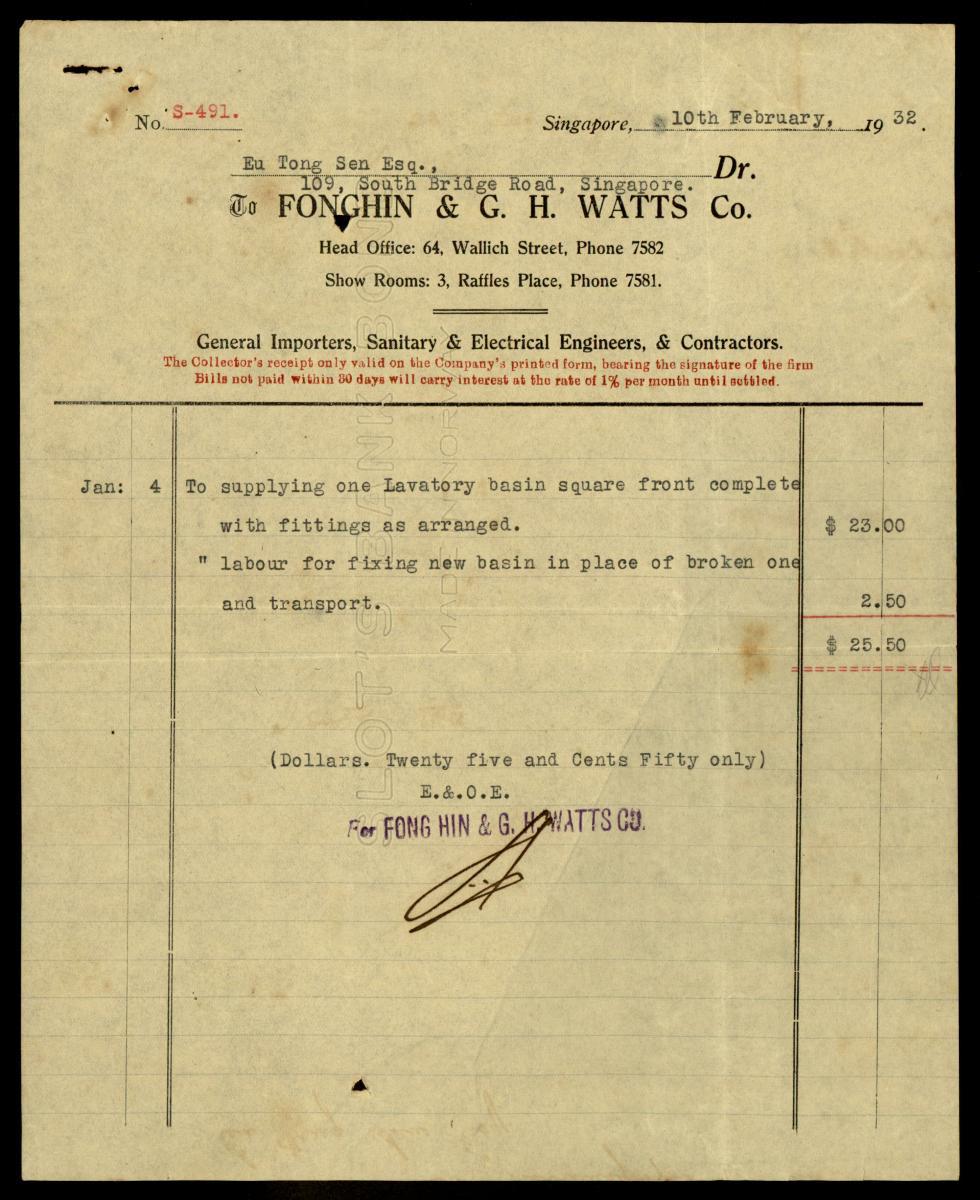 No. S-491.
Singapore, 10th February, 1932.
Eu Tong Sen Esq., Dr.
109, South Bridge Road, Singapore.
To FONGHIN & G. H. WATTS Co.
Head Office: 64, Wallich Street, Phone 7582
Show Rooms: 3, Raffles Place, Phone 7581.
General Importers, Sanitary & Electrical Engineers, & Contractors.
The Collector's receipt only valid on the Company's printed form, bearing the signature of the firm
Bills not paid within 30 days will carry interest at the rate of 1% per month until settled.
Jan: 4 To supplying one Lavatory basin square front complete
with fittings as arranged. $ 23.00
" labour for fixing new basin in place of broken one
and transport. 2.50
$ 25.50
(Dollars. Twenty five and Cents Fifty only)
E.&.O.E.
For FONG HIN & G. H. WATTS CO.
LOT'S BANK BON
MADE NORWAY